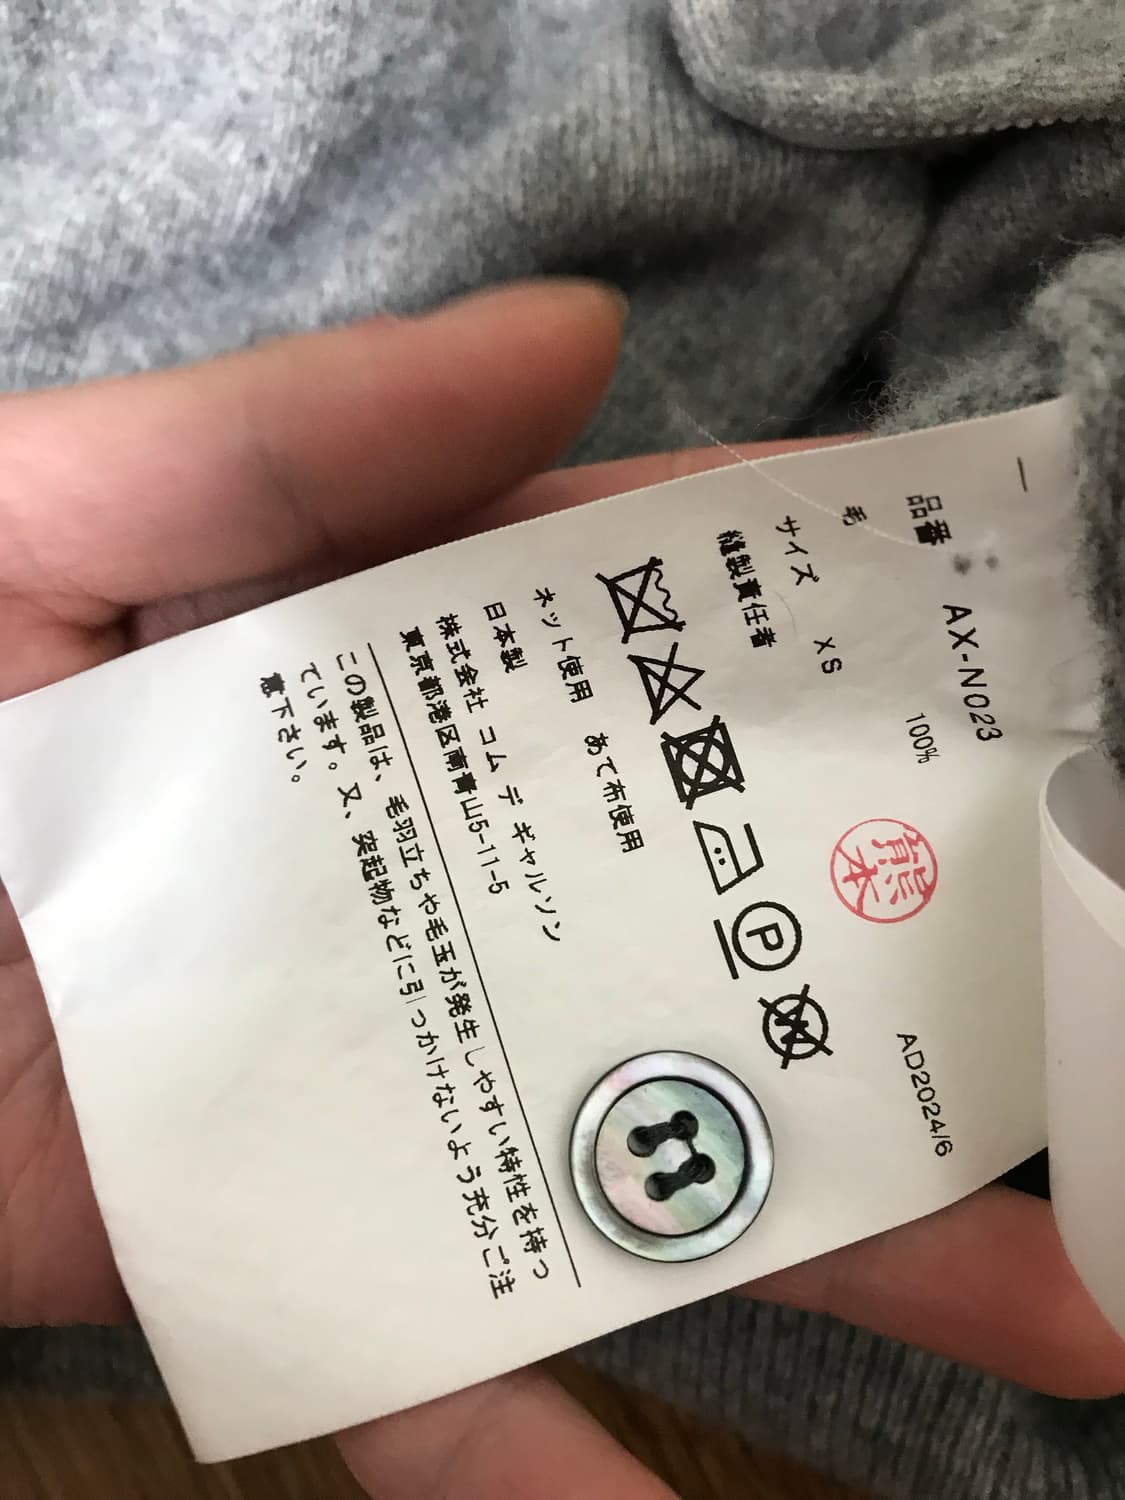 品番 AX-N023
毛 100%
熊本
AD2024/6
サイズ XS
縫製責任者
P
W
ネット使用 あて布使用
日本製
株式会社 コム デ ギャルソン
東京都港区南青山5-11-5
この製品は、毛羽立ちや毛玉が発生しやすい特性を持っ
ています。又、突起物などに引っかけないよう充分ご注
意下さい。